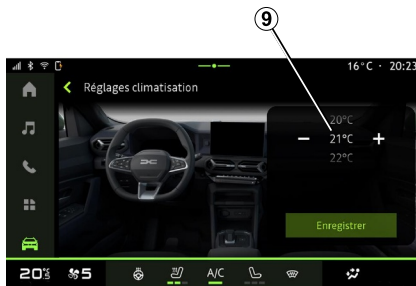 9
16°C · 20:23
Réglages climatisation
20°C
− 21°C +
22°C
Enregistrer
20%
5
A/C